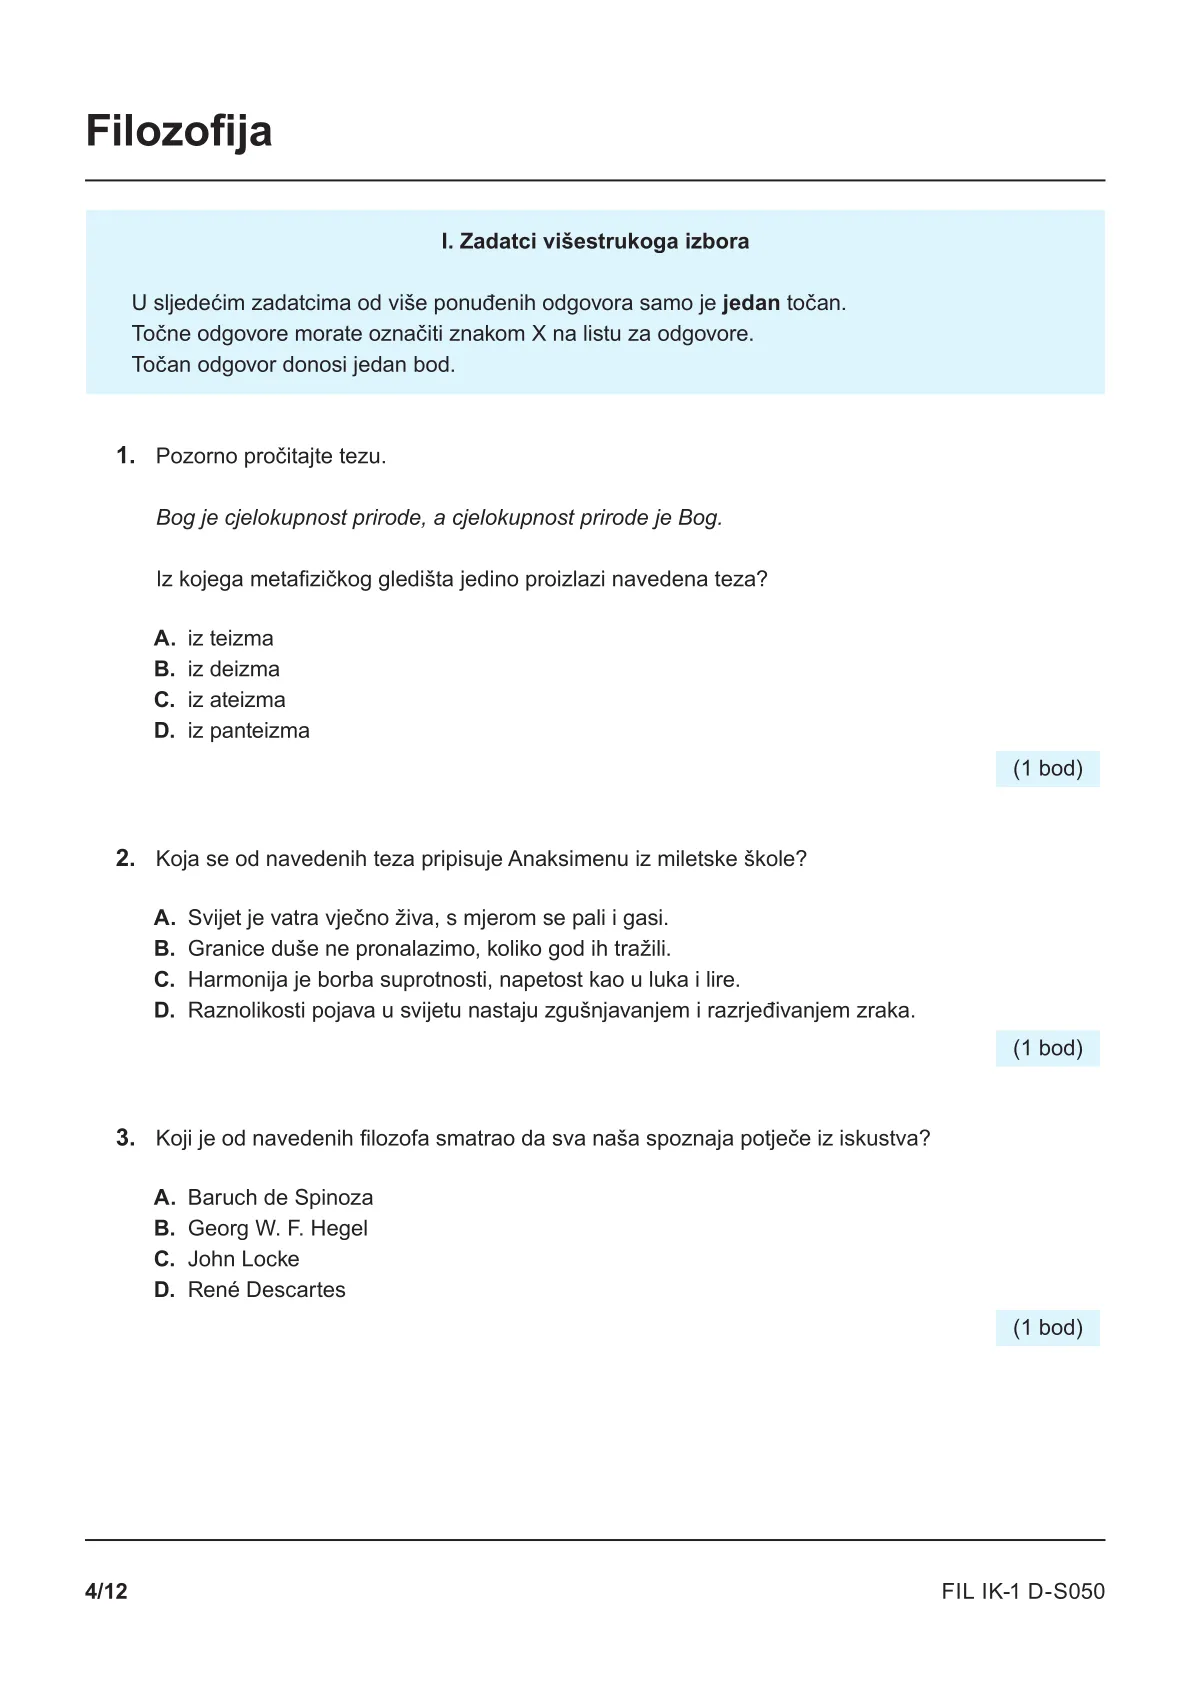 Filozofija
I. Zadatci višestrukoga izbora
U sljedećim zadatcima od više ponuđenih odgovora samo je jedan točan.
Točne odgovore morate označiti znakom X na listu za odgovore.
Točan odgovor donosi jedan bod.
1. Pozorno pročitajte tezu.
Bog je cjelokupnost prirode, a cjelokupnost prirode je Bog.
Iz kojega metafizičkog gledišta jedino proizlazi navedena teza?
A. iz teizma
B. iz deizma
C. iz ateizma
D. iz panteizma
(1 bod)
2. Koja se od navedenih teza pripisuje Anaksimenu iz miletske škole?
A. Svijet je vatra vječno živa, s mjerom se pali i gasi.
B. Granice duše ne pronalazimo, koliko god ih tražili.
C. Harmonija je borba suprotnosti, napetost kao u luka i lire.
D. Raznolikosti pojava u svijetu nastaju zgušnjavanjem i razrjeđivanjem zraka.
(1 bod)
3. Koji je od navedenih filozofa smatrao da sva naša spoznaja potječe iz iskustva?
A. Baruch de Spinoza
B. Georg W. F. Hegel
C. John Locke
D. René Descartes
(1 bod)
4/12
FIL IK-1 D-S050